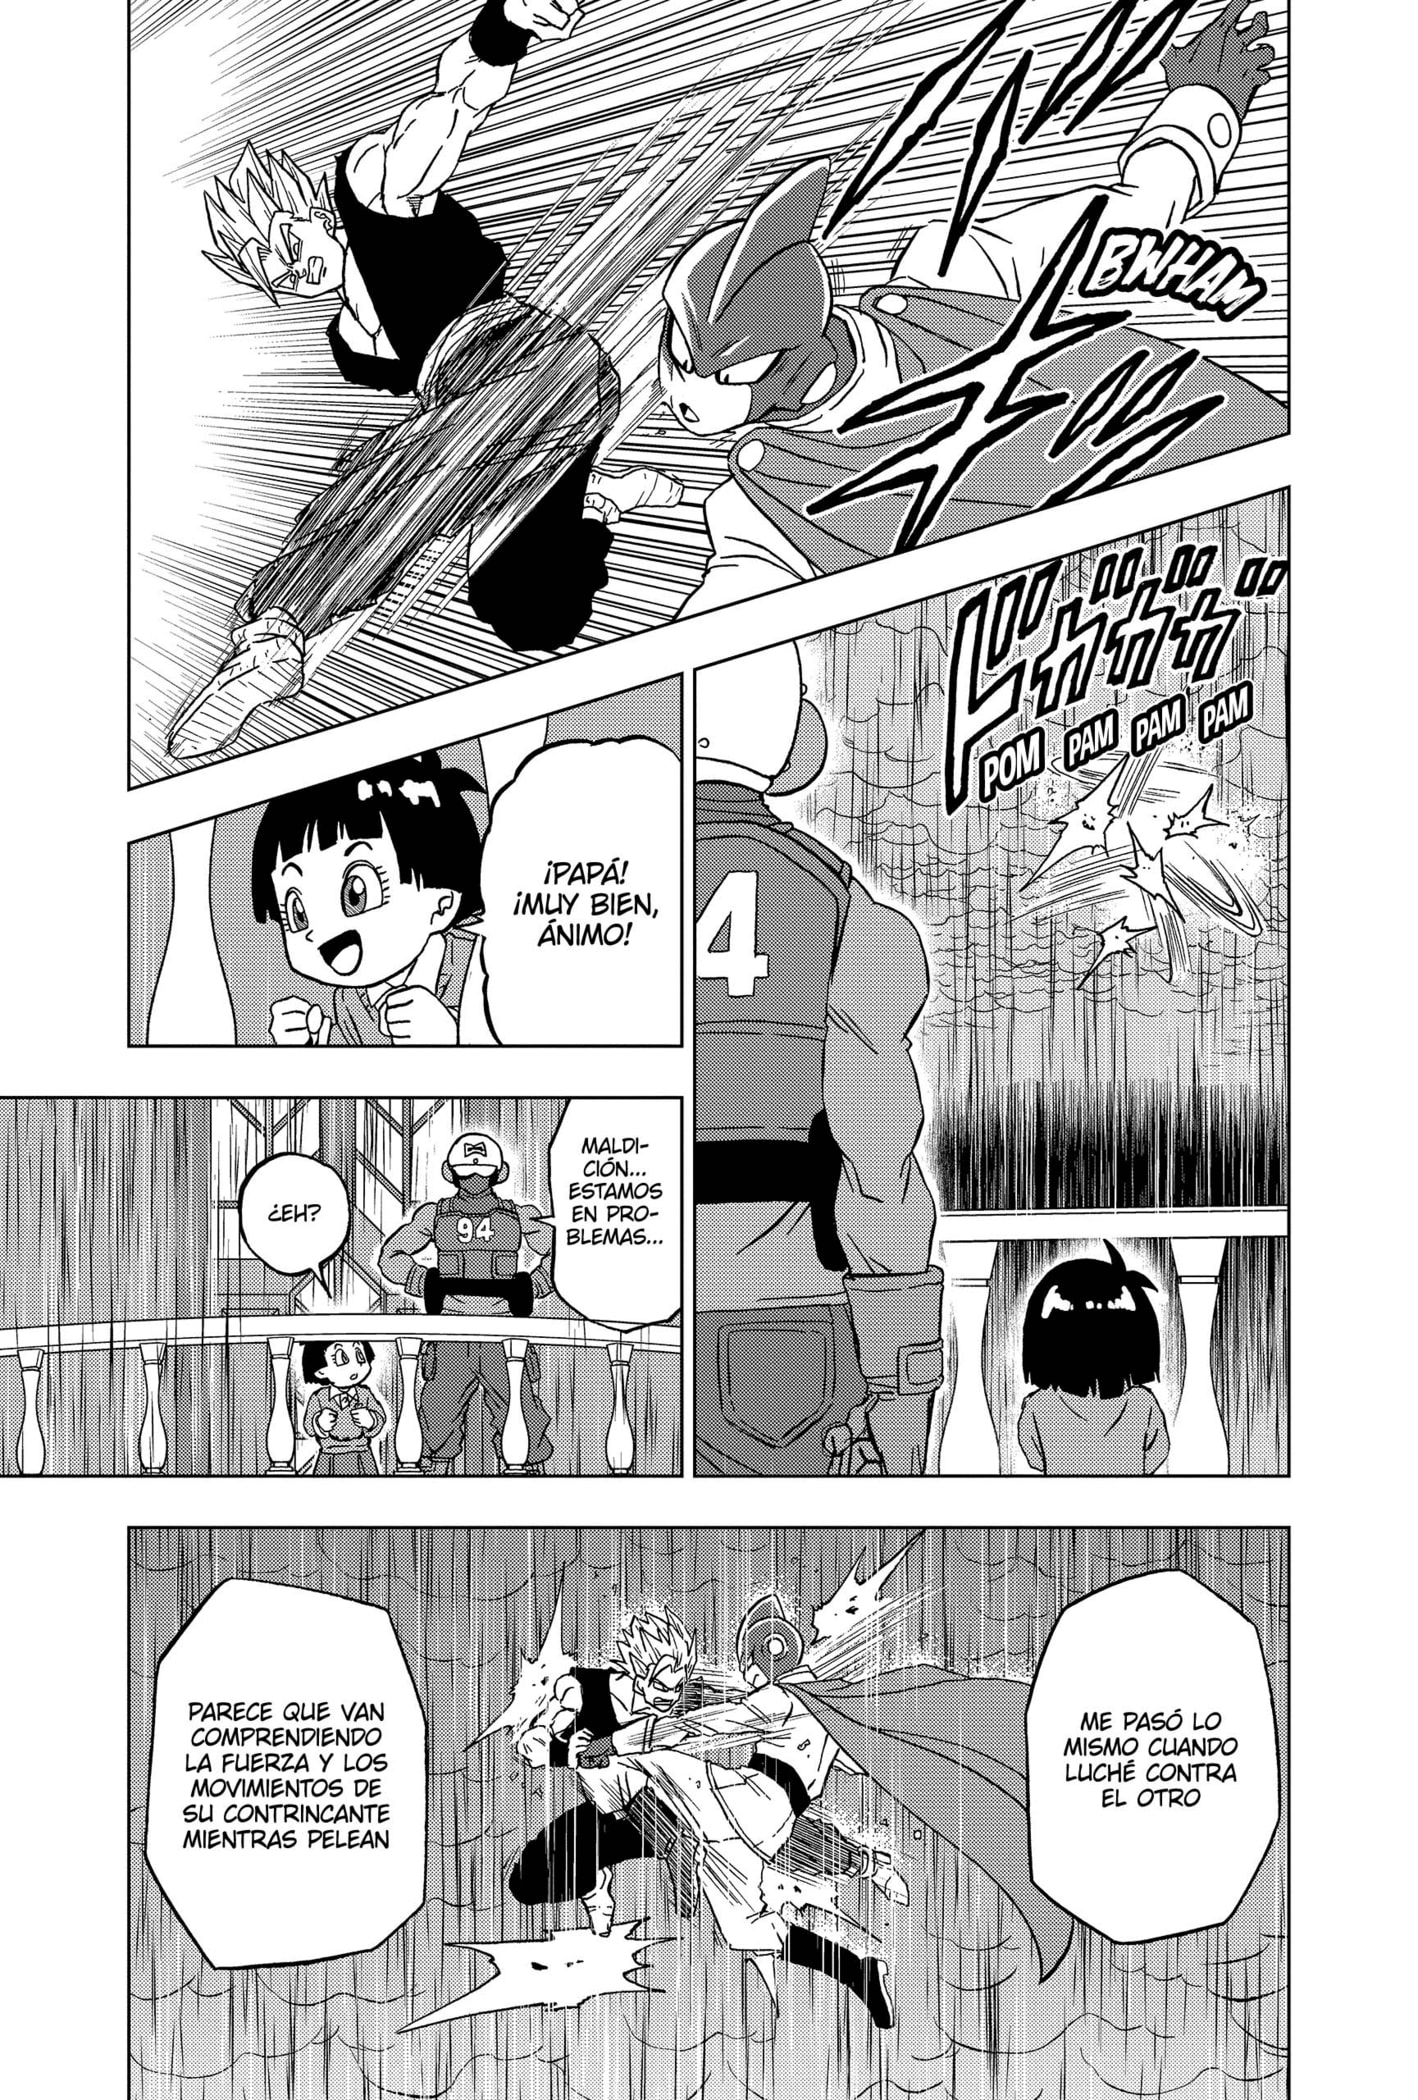 BWHAM
ドガガガガ
POM PAM PAM PAM
4
¡PAPÁ!
¡MUY BIEN,
ÁNIMO!
MALDI-
CIÓN...
ESTAMOS
EN PRO-
BLEMAS...
94
¿EH?
ME PASÓ LO
MISMO CUANDO
LUCHÉ CONTRA
EL OTRO
PARECE QUE VAN
COMPRENDIENDO
LA FUERZA Y LOS
MOVIMIENTOS DE
SU CONTRINCANTE
MIENTRAS PELEAN